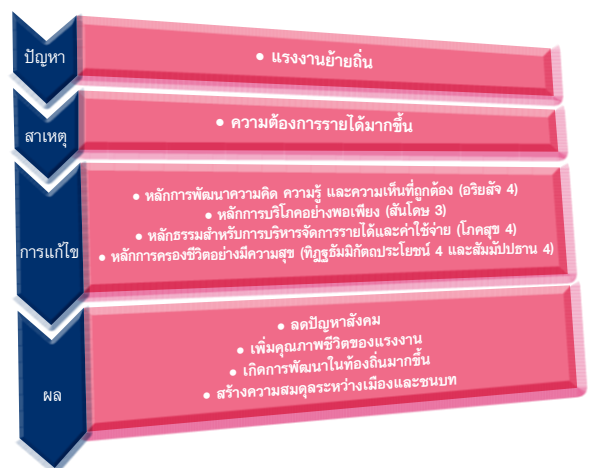 ปัญหา
• แรงงานย้ายถิ่น
สาเหตุ
• ความต้องการรายได้มากขึ้น
การแก้ไข
• หลักการพัฒนาความคิด ความรู้ และความเห็นที่ถูกต้อง (อริยสัจ 4)
• หลักการบริโภคอย่างพอเพียง (สันโดษ 3)
• หลักธรรมสำหรับการบริหารจัดการรายได้และค่าใช้จ่าย (โภคสุข 4)
• หลักการครองชีวิตอย่างมีความสุข (ทิฏฐธัมมิกัตถประโยชน์ 4 และสัมมัปปธาน 4)
ผล
• ลดปัญหาสังคม
• เพิ่มคุณภาพชีวิตของแรงงาน
• เกิดการพัฒนาในท้องถิ่นมากขึ้น
• สร้างความสมดุลระหว่างเมืองและชนบท